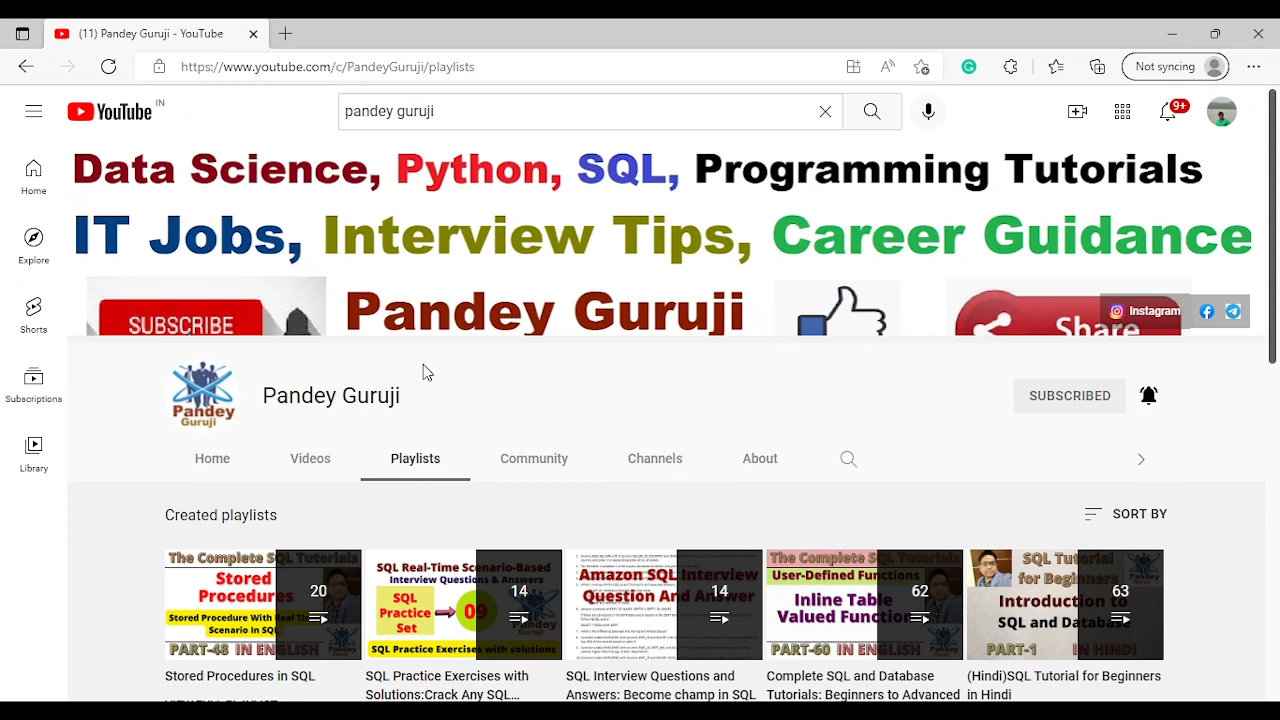 (11) Pandey Guruji - YouTube
https://www.youtube.com/c/PandeyGuruji/playlists
Not syncing
YouTube IN
pandey guruji
9+
Home
Explore
Shorts
Subscriptions
Library
Data Science, Python, SQL, Programming Tutorials
IT Jobs, Interview Tips, Career Guidance
SUBSCRIBE
Pandey Guruji
Share
Instagram
Pandey Guruji
Pandey Guruji
SUBSCRIBED
Home Videos Playlists Community Channels About
Created playlists
SORT BY
The Complete SQL Tutorials
Stored Procedures
Stored Procedure With Real Time
Scenario In SQL
PART-48 IN ENGLISH
20
Stored Procedures in SQL
SQL Real-Time Scenario-Based
Interview Questions & Answers
SQL
Practice
Set
09
SQL Practice Exercises with solutions
14
SQL Practice Exercises with
Solutions:Crack Any SQL...
Amazon SQL Interview
Question And Answer
14
SQL Interview Questions and
Answers: Become champ in SQL
The Complete SQL Tutorials
User-Defined Functions
Inline Table
Valued Function
PART-60 IN ENGLISH
62
Complete SQL and Database
Tutorials: Beginners to Advanced
Introduction to
SQL and Database
63
(Hindi)SQL Tutorial for Beginners
in Hindi